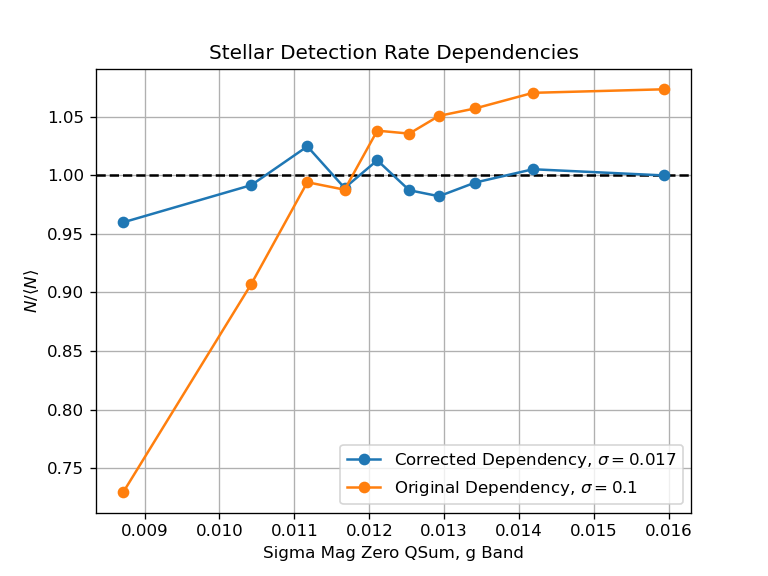 Stellar Detection Rate Dependencies
N/⟨N⟩
1.05
1.00
0.95
0.90
0.85
0.80
0.75
Corrected Dependency, σ = 0.017
Original Dependency, σ = 0.1
0.009 0.010 0.011 0.012 0.013 0.014 0.015 0.016
Sigma Mag Zero QSum, g Band